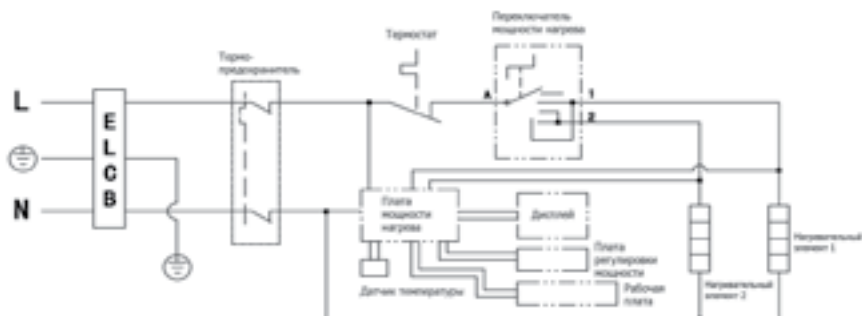 Переключатель
мощности нагрева
Термостат
Термо-
предохранитель
L
A
1
2
ELCB
N
Плата
мощности
нагрева
Дисплей
Плата
регулировки
мощности
Датчик температуры
Рабочая
плата
Нагревательный
элемент 1
Нагревательный
элемент 2